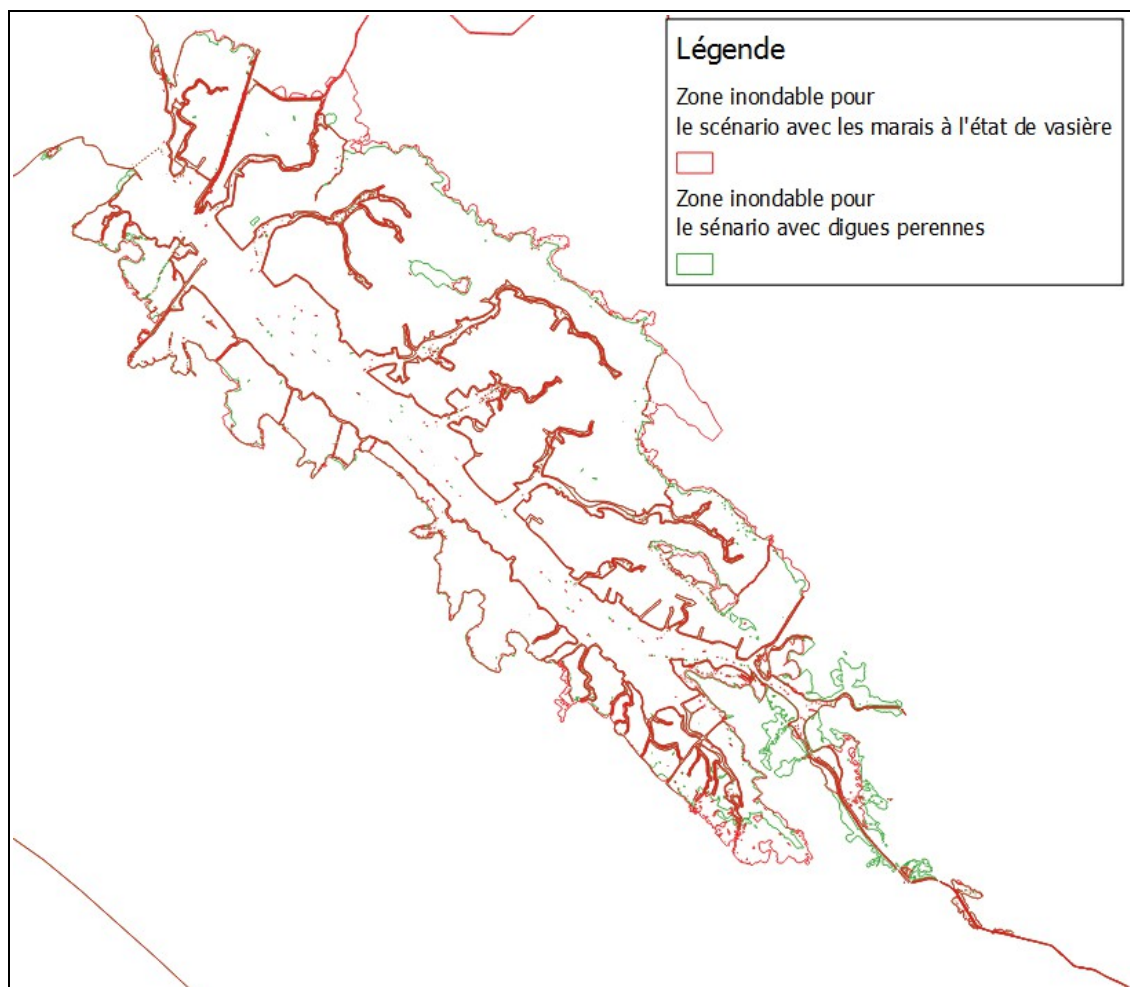 Légende
Zone inondable pour
le scénario avec les marais à l'état de vasière
Zone inondable pour
le sénario avec digues perennes